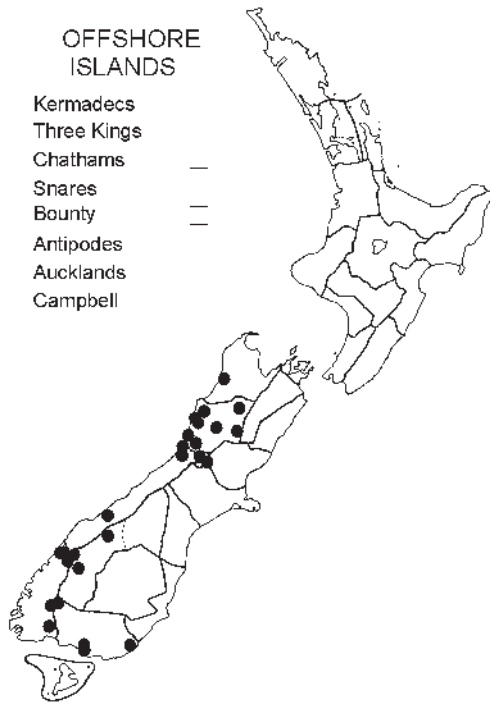 OFFSHORE
ISLANDS
Kermadecs
Three Kings
Chathams —
Snares
Bounty —
—
Antipodes
Aucklands
Campbell